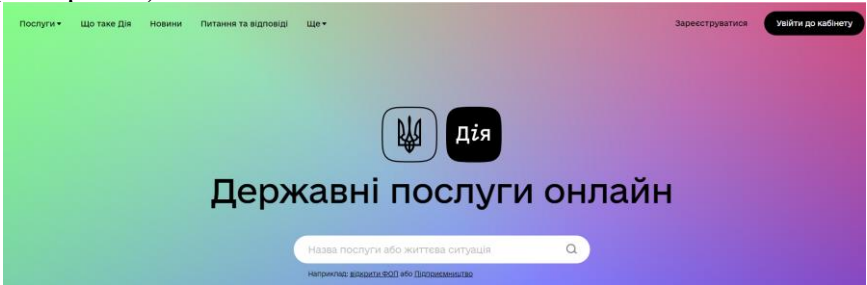 Послуги Що таке Дія Новини Питання та відповіді Ще Зареєструватися Увійти до кабінету
Дія
Державні послуги онлайн
Назва послуги або життєва ситуація
Наприклад: відкрити ФОП або Підприємництво